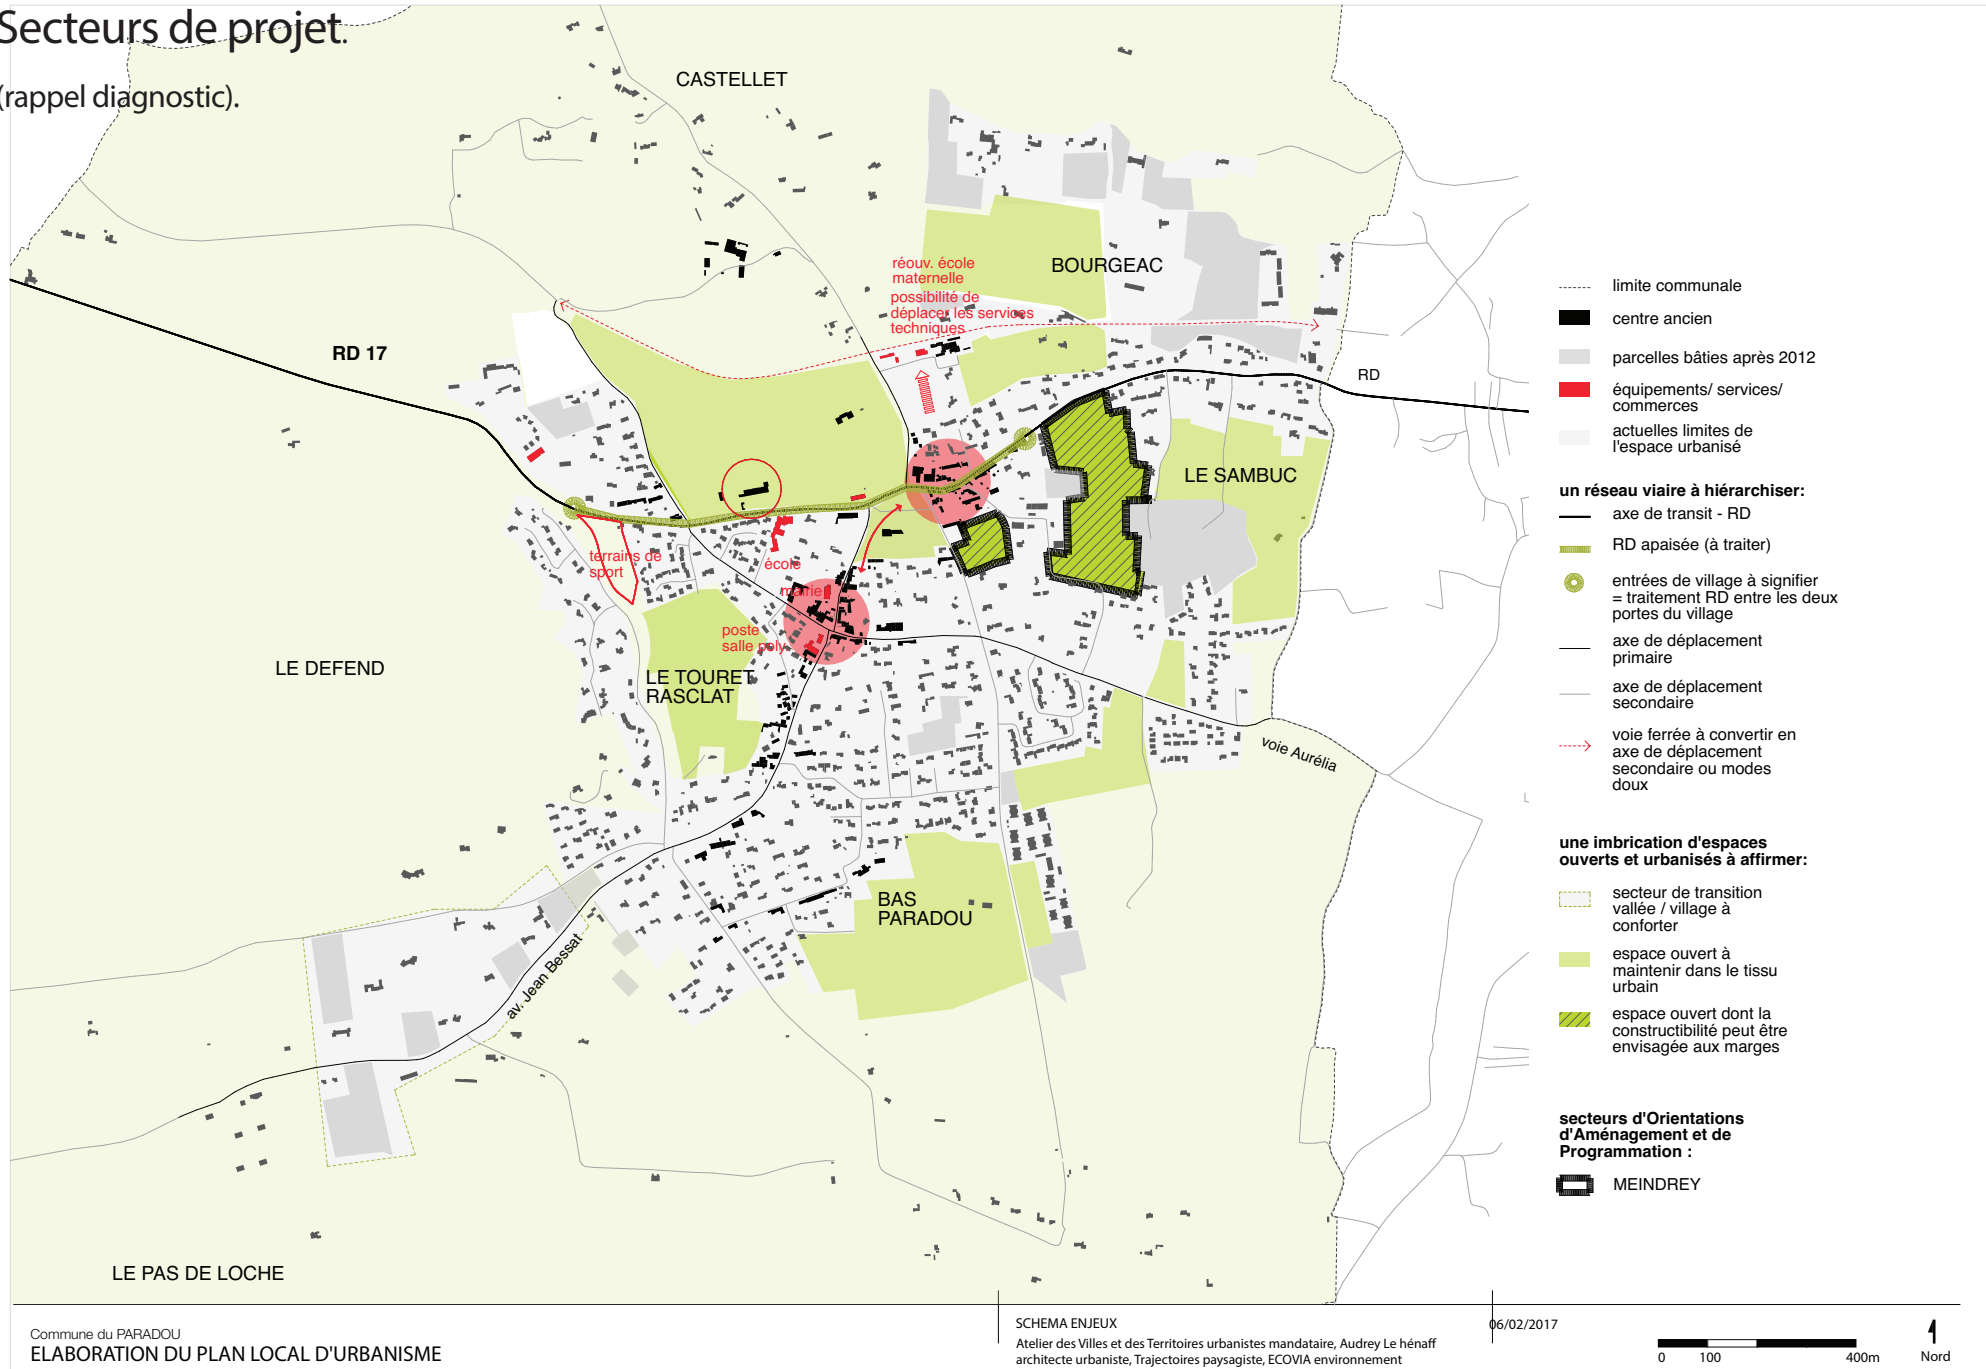 Secteurs de projet.
(rappel diagnostic).
CASTELLET
réouv. école
maternelle
possibilité de
déplacer les services
techniques
BOURGEAC
RD 17
RD
LE SAMBUC
terrains de
sport
école
mairie
poste
salle poly
LE TOURET
RASCLAT
LE DEFEND
voie Aurélia
BAS
PARADOU
av. Jean Bessat
LE PAS DE LOCHE
limite communale
centre ancien
parcelles bâties après 2012
équipements/ services/
commerces
actuelles limites de
l'espace urbanisé
un réseau viaire à hiérarchiser:
axe de transit - RD
RD apaisée (à traiter)
entrées de village à signifier
= traitement RD entre les deux
portes du village
axe de déplacement
primaire
axe de déplacement
secondaire
voie ferrée à convertir en
axe de déplacement
secondaire ou modes
doux
une imbrication d'espaces
ouverts et urbanisés à affirmer:
secteur de transition
vallée / village à
conforter
espace ouvert à
maintenir dans le tissu
urbain
espace ouvert dont la
constructibilité peut être
envisagée aux marges
secteurs d'Orientations
d'Aménagement et de
Programmation :
MEINDREY
Commune du PARADOU
ELABORATION DU PLAN LOCAL D'URBANISME
SCHEMA ENJEUX
Atelier des Villes et des Territoires urbanistes mandataire, Audrey Le hénaff
architecte urbaniste, Trajectoires paysagiste, ECOVIA environnement
06/02/2017
0 100 400m
Nord